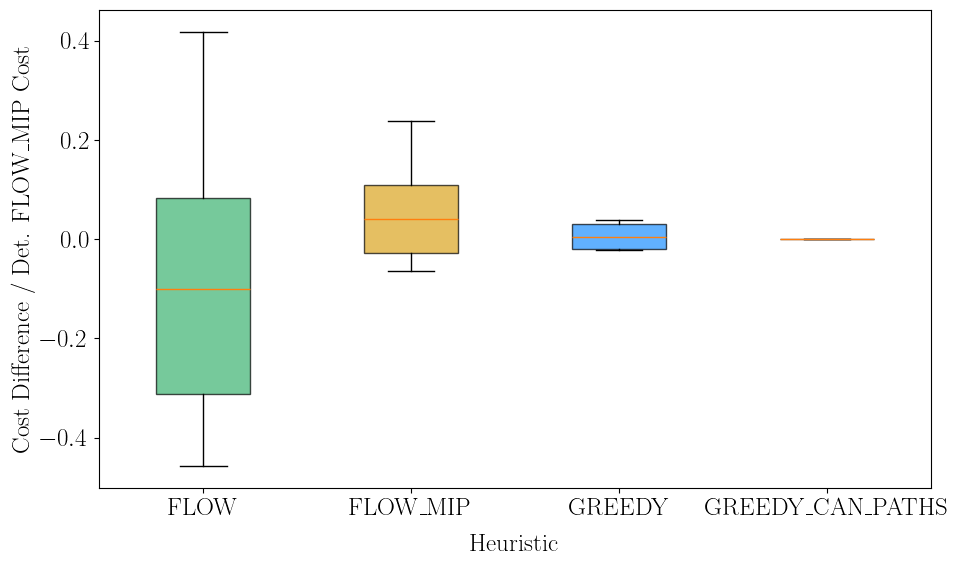 Cost Difference / Det. FLOW_MIP Cost
0.4
0.2
0.0
−0.2
−0.4
FLOW
FLOW_MIP
GREEDY
GREEDY_CAN_PATHS
Heuristic